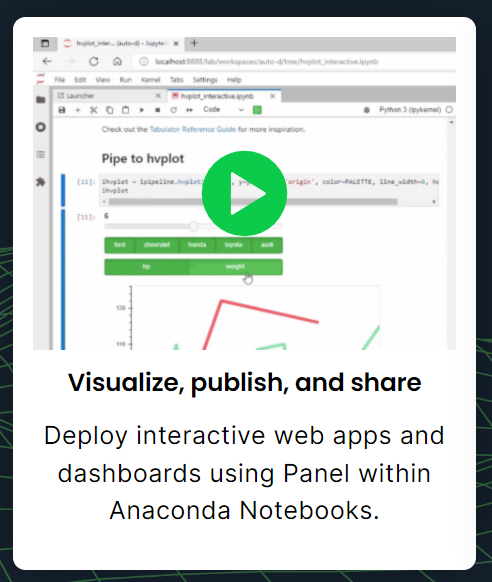 hvplot_inter... (auto-d) - Jupyter
localhost:8888/lab/workspaces/auto-d/tree/hvplot_interactive.ipynb
File Edit View Run Kernel Tabs Settings Help
Launcher hvplot_interactive.ipynb
Code Python 3 (ipykernel)
Check out the Tabulator Reference Guide for more inspiration.
Pipe to hvplot
[11]: ihvplot = ipipeline.hvplot( 'origin', color=PALETTE, line_width=6, he
ihvplot
[11]: 6
ford chevrolet honda toyota audi
hp weight
120
110
Visualize, publish, and share
Deploy interactive web apps and
dashboards using Panel within
Anaconda Notebooks.